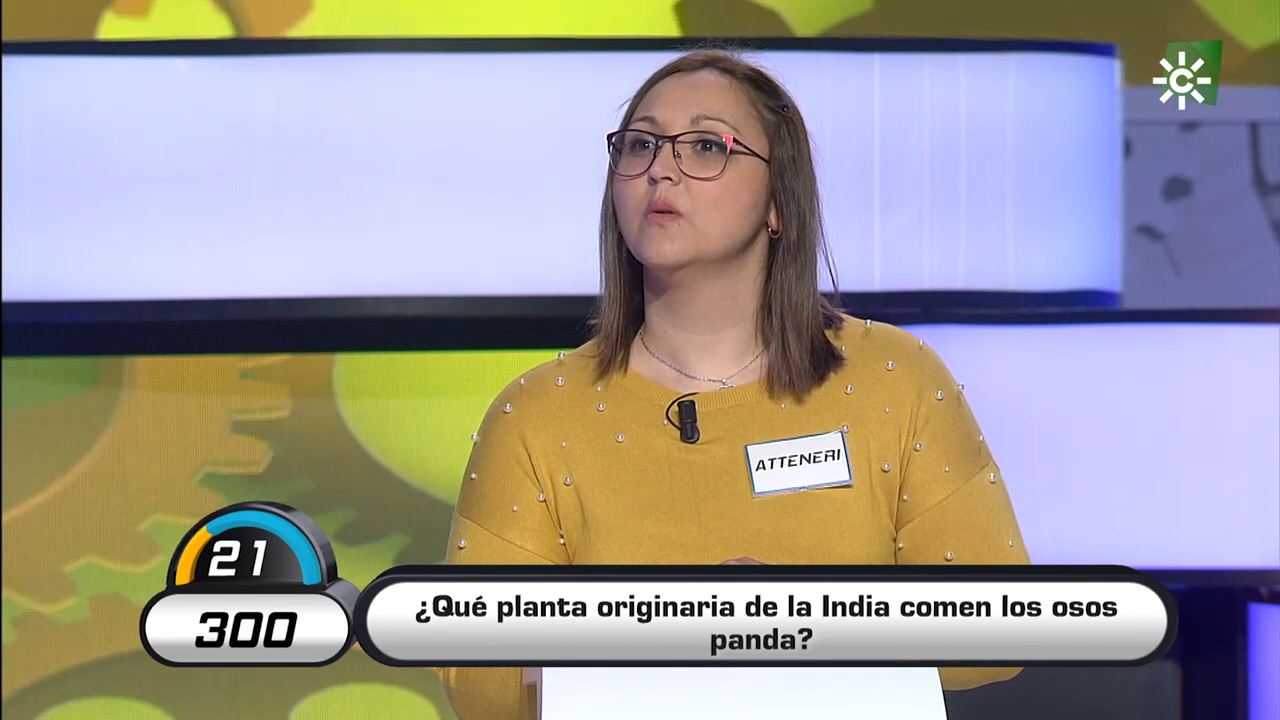 C
ATTENERI
21
300
¿Qué planta originaria de la India comen los osos
panda?